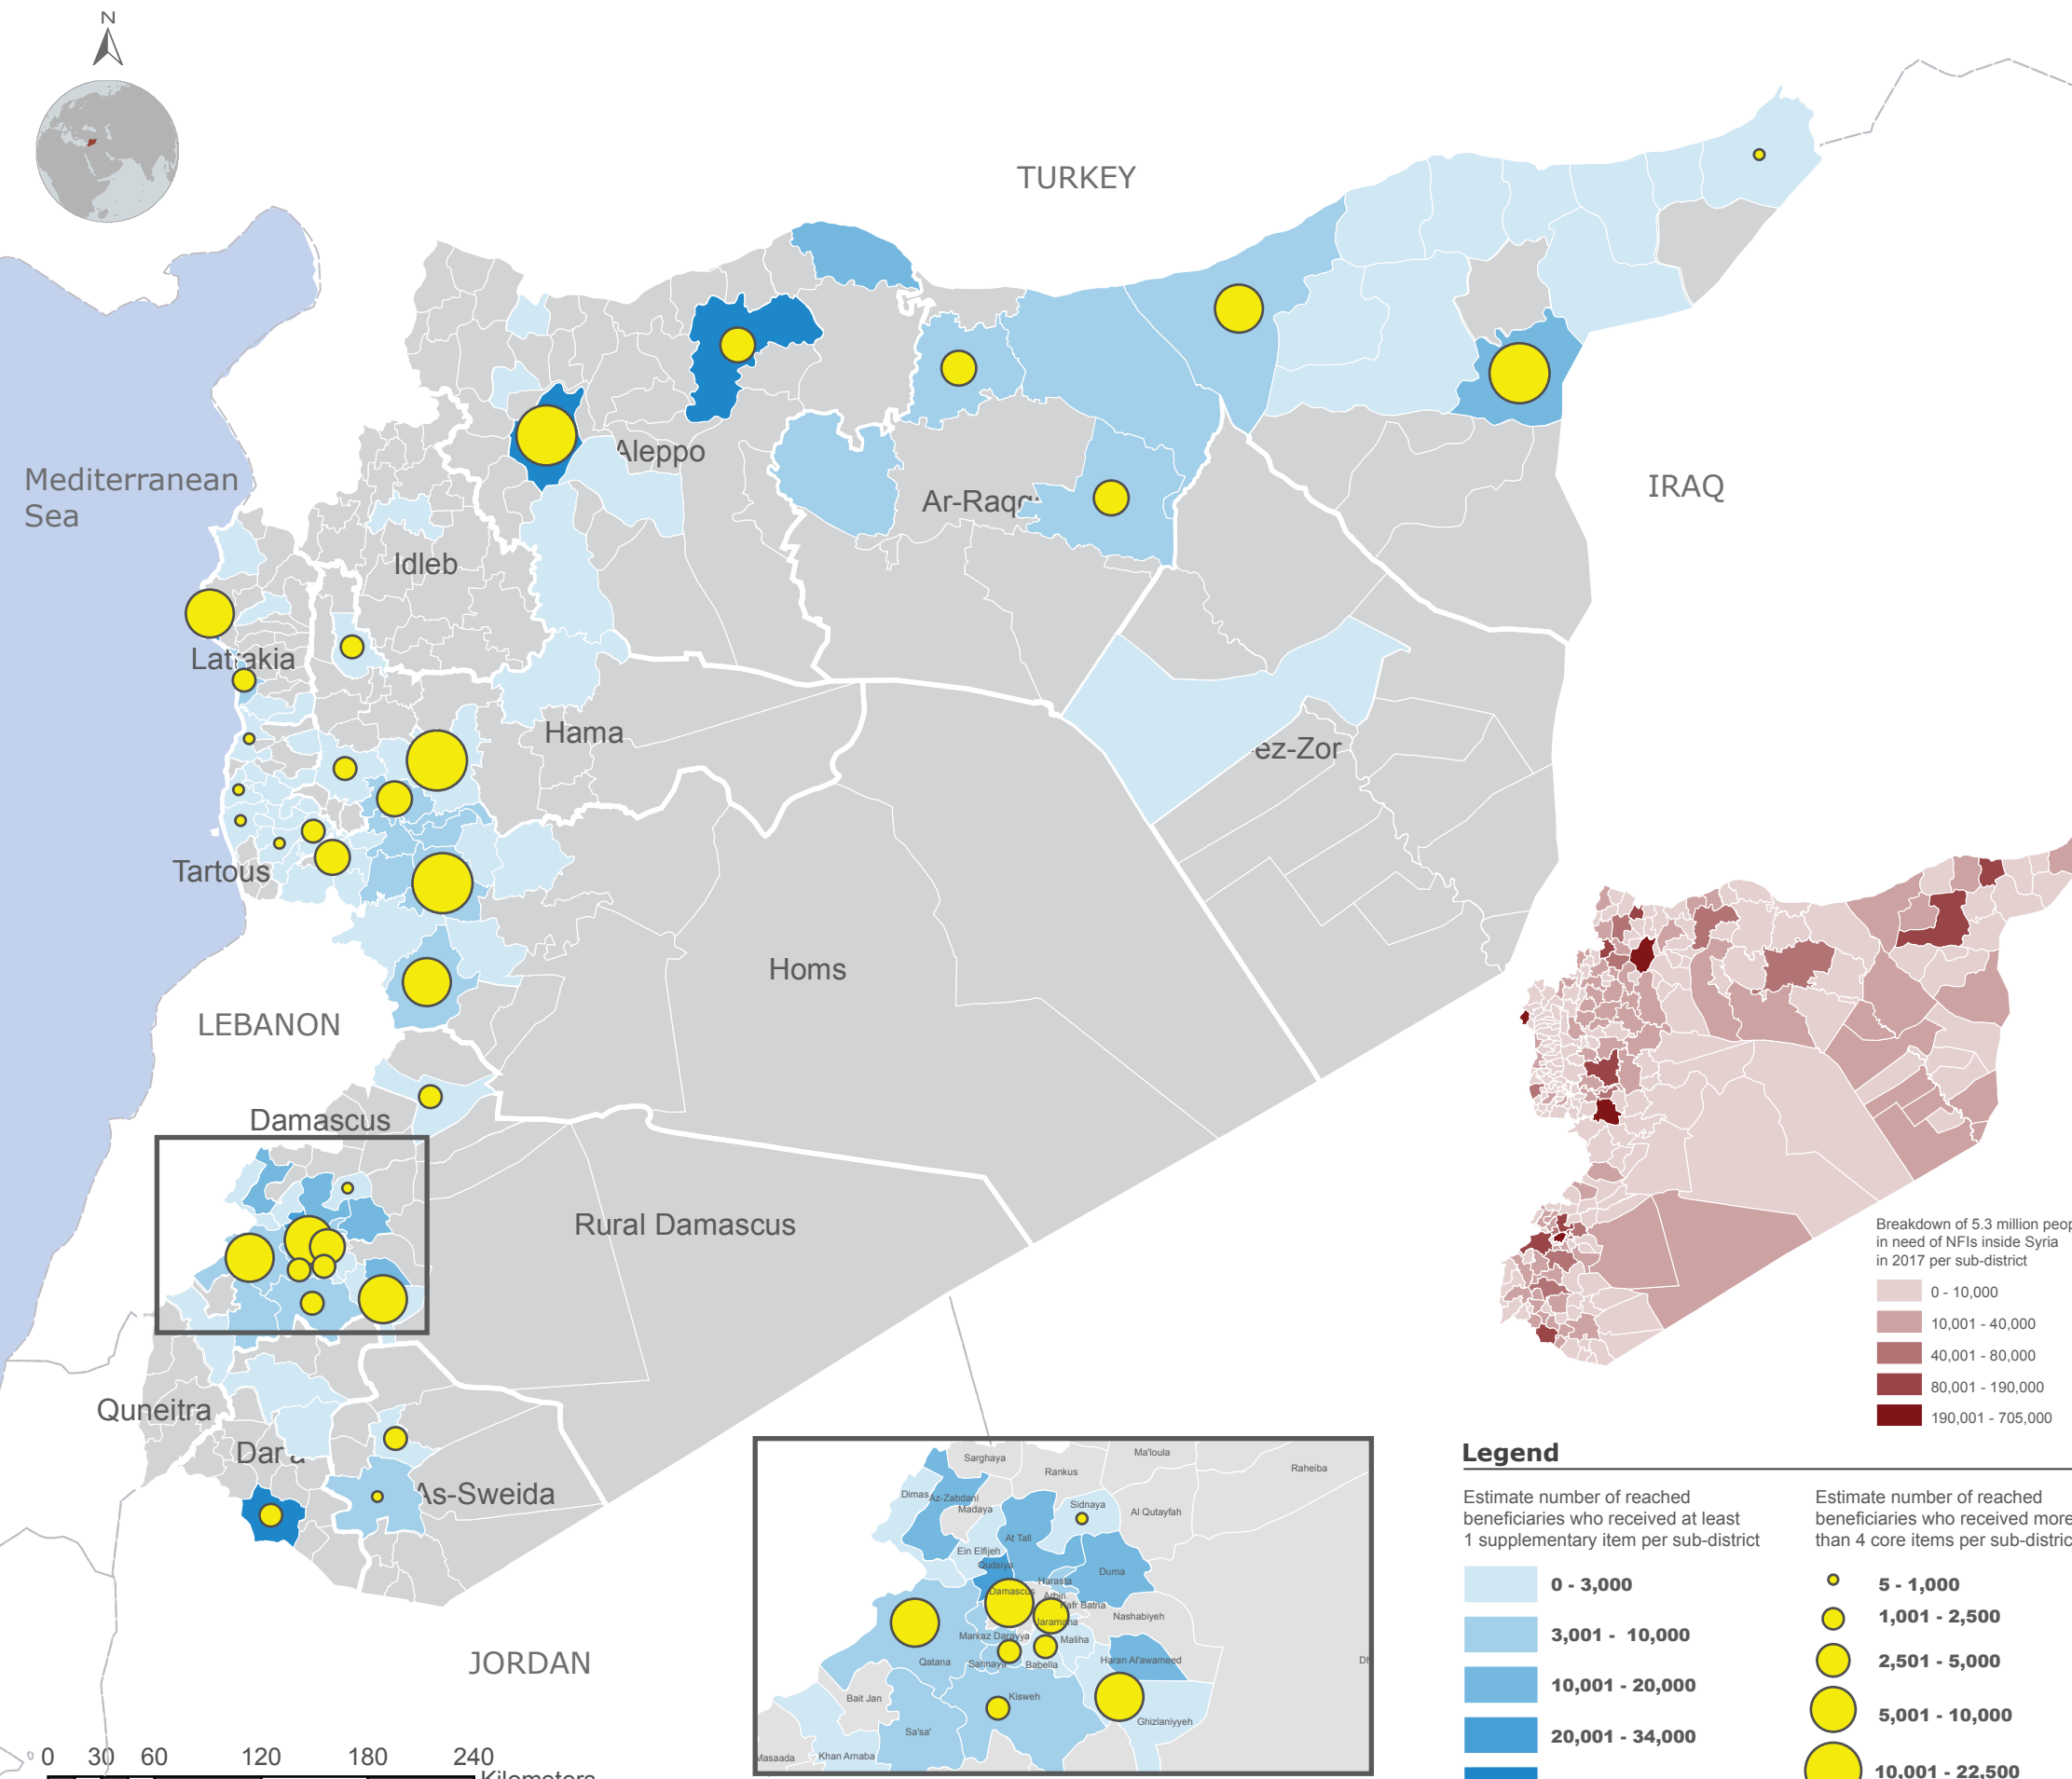 N
TURKEY
Mediterranean
Sea
Aleppo
Ar-Raqq
IRAQ
Idleb
Latakia
Hama
ez-Zor
Tartous
Homs
LEBANON
Damascus
Rural Damascus
Quneitra
Dar'a
As-Sweida
JORDAN
0 30 60 120 180 240
Kilometers
Breakdown of 5.3 million peop
in need of NFIs inside Syria
in 2017 per sub-district
0 - 10,000
10,001 - 40,000
40,001 - 80,000
80,001 - 190,000
190,001 - 705,000
Sarghaya
Ma'loula
Rankus
Raheiba
Dimas
Az-Zabdani
Madaya
Sidnaya
Al Qutayfah
At Tall
Ein Elfijeh
Qudsiya
Duma
Harasta
Damascus
Arbin
Kafr Batna
Nashabiyeh
Jaramana
Markaz Darayya
Maliha
Qatana
Sahnaya
Babella
Haran Al'awameed
Dh
Bait Jan
Kisweh
Ghizlaniyyeh
Sa'sa'
Khan Arnaba
Masaada
Legend
Estimate number of reached
beneficiaries who received at least
1 supplementary item per sub-district
0 - 3,000
3,001 - 10,000
10,001 - 20,000
20,001 - 34,000
Estimate number of reached
beneficiaries who received more
than 4 core items per sub-distric
5 - 1,000
1,001 - 2,500
2,501 - 5,000
5,001 - 10,000
10,001 - 22,500